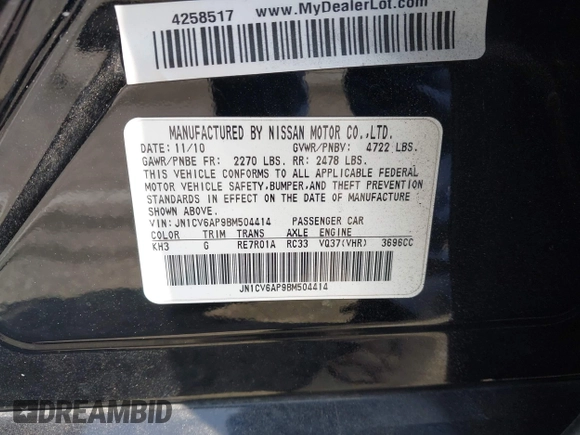 4258517
www.MyDealerLot.com
MANUFACTURED BY NISSAN MOTOR CO.,LTD.
DATE: 11/10 GVWR/PNBV: 4722 LBS.
GAWR/PNBE FR: 2270 LBS. RR: 2478 LBS.
THIS VEHICLE CONFORMS TO ALL APPLICABLE FEDERAL
MOTOR VEHICLE SAFETY,BUMPER,AND THEFT PREVENTION
STANDARDS IN EFFECT ON THE DATE OF MANUFACTURE
SHOWN ABOVE.
VIN: JN1CV6AP9BM504414 PASSENGER CAR
COLOR TRIM TRANS AXLE ENGINE
KH3 G RE7R01A RC33 VQ37(VHR) 3696CC
JN1CV6AP9BM504414
DREAMBID